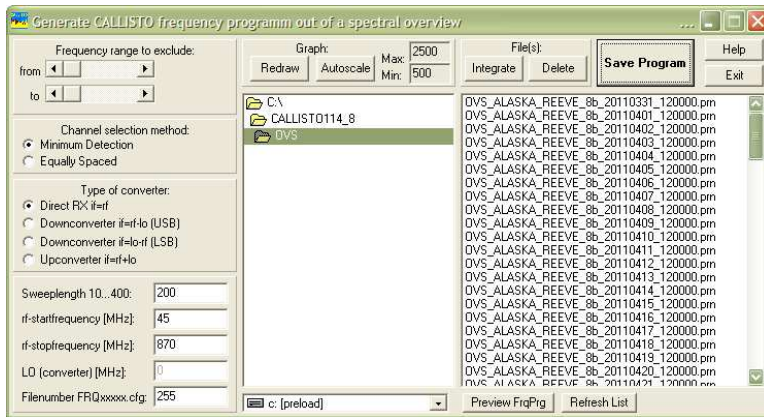 Generate CALLISTO frequency programm out of a spectral overview ...
Frequency range to exclude:
from
to
Channel selection method:
Minimum Detection
Equally Spaced
Type of converter:
Direct RX if=rf
Downconverter if=rf-lo (USB)
Downconverter if=lo-rf (LSB)
Upconverter if=rf+lo
Sweeplength 10...400: 200
rf-startfrequency [MHz]: 45
rf-stopfrequency [MHz]: 870
LO (converter) [MHz]: 0
Filenumber FRQxxxxx.cfg: 255
Graph:
Redraw Autoscale
Max: 2500
Min: 500
File(s):
Integrate Delete
Save Program
Help
Exit
C:\
CALLISTO114_8
OVS
c: [preload]
OVS_ALASKA_REEVE_8b_20110331_120000.prn
OVS_ALASKA_REEVE_8b_20110401_120000.prn
OVS_ALASKA_REEVE_8b_20110402_120000.prn
OVS_ALASKA_REEVE_8b_20110403_120000.prn
OVS_ALASKA_REEVE_8b_20110404_120000.prn
OVS_ALASKA_REEVE_8b_20110405_120000.prn
OVS_ALASKA_REEVE_8b_20110406_120000.prn
OVS_ALASKA_REEVE_8b_20110407_120000.prn
OVS_ALASKA_REEVE_8b_20110408_120000.prn
OVS_ALASKA_REEVE_8b_20110409_120000.prn
OVS_ALASKA_REEVE_8b_20110410_120000.prn
OVS_ALASKA_REEVE_8b_20110411_120000.prn
OVS_ALASKA_REEVE_8b_20110412_120000.prn
OVS_ALASKA_REEVE_8b_20110413_120000.prn
OVS_ALASKA_REEVE_8b_20110414_120000.prn
OVS_ALASKA_REEVE_8b_20110415_120000.prn
OVS_ALASKA_REEVE_8b_20110416_120000.prn
OVS_ALASKA_REEVE_8b_20110417_120000.prn
OVS_ALASKA_REEVE_8b_20110418_120000.prn
OVS_ALASKA_REEVE_8b_20110419_120000.prn
OVS_ALASKA_REEVE_8b_20110420_120000.prn
OVS_ALASKA_REEVE_8b_20110421_120000.prn
Preview FrqPrg Refresh List